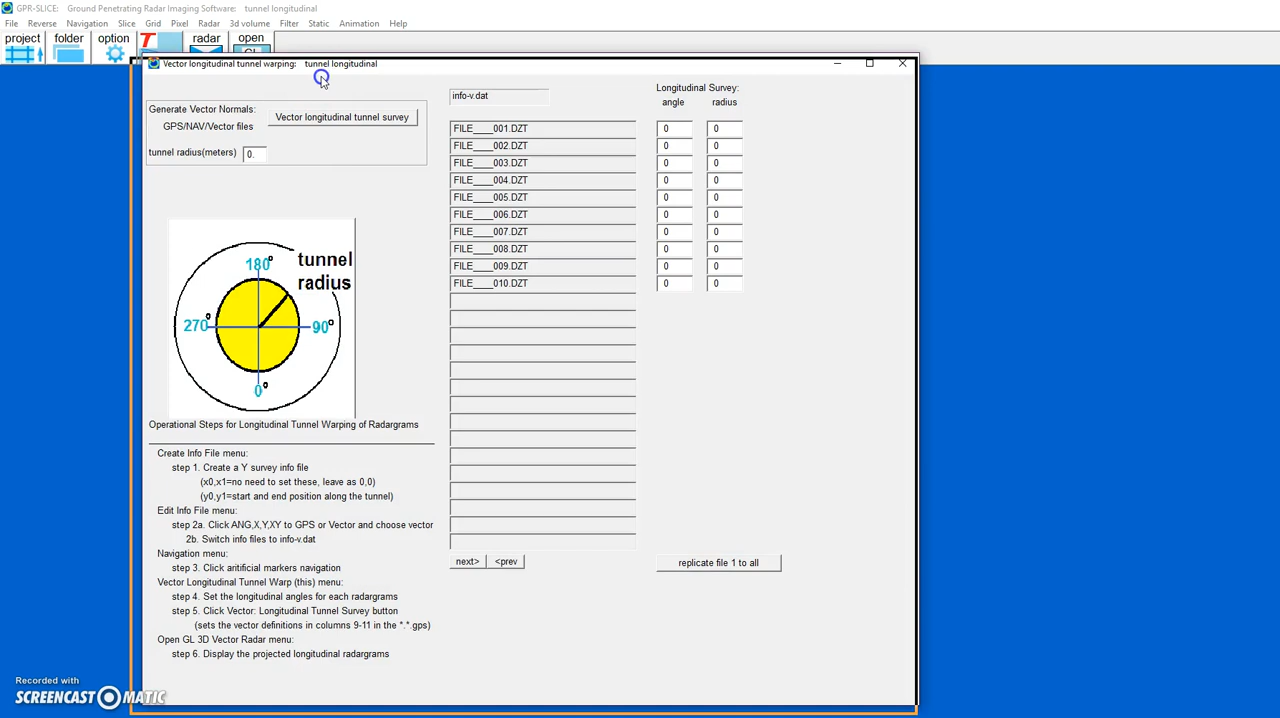 GPR-SLICE: Ground Penetrating Radar Imaging Software: tunnel longitudinal
File Reverse Navigation Slice Grid Pixel Radar 3d volume Filter Static Animation Help
project folder option T radar open
Vector longitudinal tunnel warping: tunnel longitudinal
Generate Vector Normals:
GPS/NAV/Vector files
Vector longitudinal tunnel survey
tunnel radius(meters) 0.
180°
tunnel
radius
270°
90°
0°
Operational Steps for Longitudinal Tunnel Warping of Radargrams
Create Info File menu:
step 1. Create a Y survey info file
(x0,x1=no need to set these, leave as 0,0)
(y0,y1=start and end position along the tunnel)
Edit Info File menu:
step 2a. Click ANG,X,Y,XY to GPS or Vector and choose vector
2b. Switch info files to info-v.dat
Navigation menu:
step 3. Click aritificial markers navigation
Vector Longitudinal Tunnel Warp (this) menu:
step 4. Set the longitudinal angles for each radargrams
step 5. Click Vector: Longitudinal Tunnel Survey button
(sets the vector definitions in columns 9-11 in the *.*.gps)
Open GL 3D Vector Radar menu:
step 6. Display the projected longitudinal radargrams
info-v.dat
Longitudinal Survey:
angle radius
FILE____001.DZT 0 0
FILE____002.DZT 0 0
FILE____003.DZT 0 0
FILE____004.DZT 0 0
FILE____005.DZT 0 0
FILE____006.DZT 0 0
FILE____007.DZT 0 0
FILE____008.DZT 0 0
FILE____009.DZT 0 0
FILE____010.DZT 0 0
next> <prev
replicate file 1 to all
Recorded with
SCREENCAST MATIC